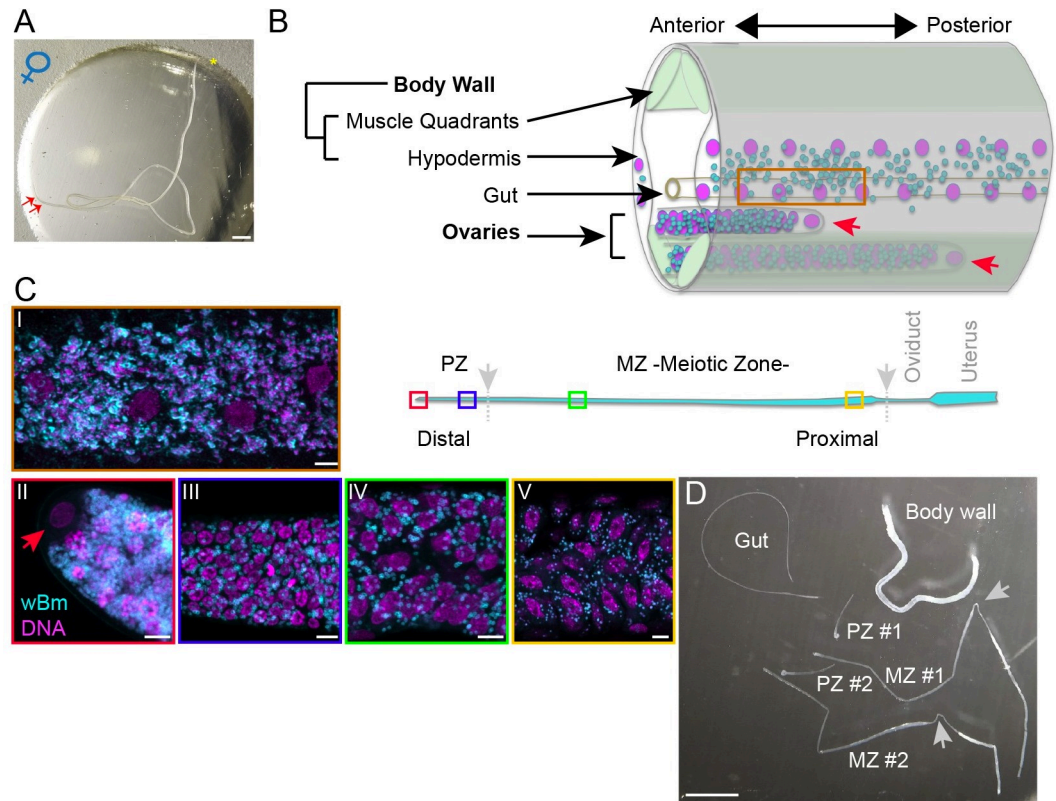 A
*
B
Anterior
Posterior
Body Wall
Muscle Quadrants
Hypodermis
Gut
Ovaries
C
I
PZ
MZ -Meiotic Zone-
Oviduct
Uterus
Distal
Proximal
II
wBm
DNA
III
IV
V
D
Gut
Body wall
PZ #1
PZ #2
MZ #1
MZ #2